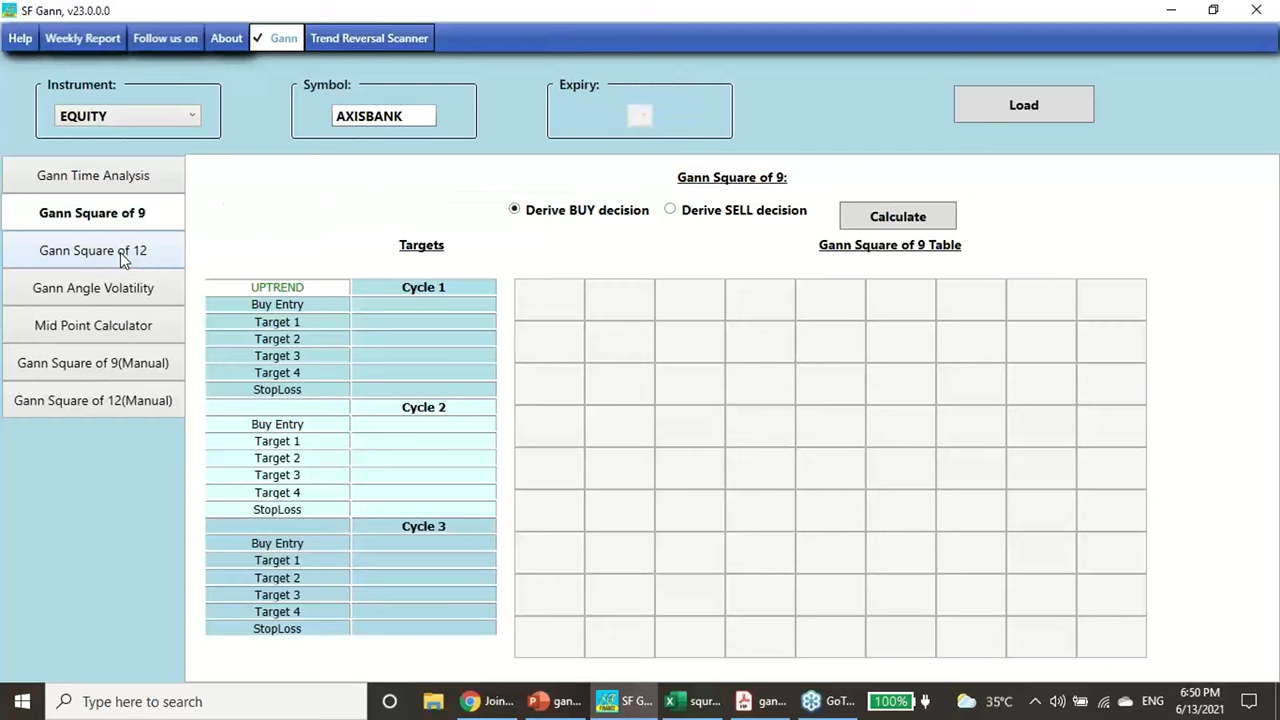 SF Gann, v23.0.0.0
Help Weekly Report Follow us on About ✓ Gann Trend Reversal Scanner
Instrument: Symbol: Expiry:
EQUITY AXISBANK Load
Gann Time Analysis
Gann Square of 9
Gann Square of 12
Gann Angle Volatility
Mid Point Calculator
Gann Square of 9(Manual)
Gann Square of 12(Manual)
Gann Square of 9:
Derive BUY decision Derive SELL decision Calculate
Targets Gann Square of 9 Table
UPTREND Cycle 1
Buy Entry
Target 1
Target 2
Target 3
Target 4
StopLoss
Cycle 2
Buy Entry
Target 1
Target 2
Target 3
Target 4
StopLoss
Cycle 3
Buy Entry
Target 1
Target 2
Target 3
Target 4
StopLoss
Type here to search Join... gan... SF G... squr... gan... GoT... 100% 35°C ENG 6:50 PM
6/13/2021